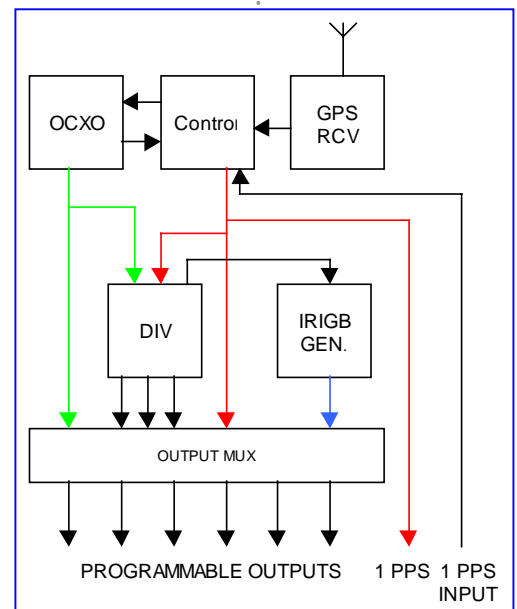 OCXO
Control
GPS
RCV
DIV
IRIGB
GEN.
OUTPUT MUX
PROGRAMMABLE OUTPUTS
1 PPS
1 PPS
INPUT